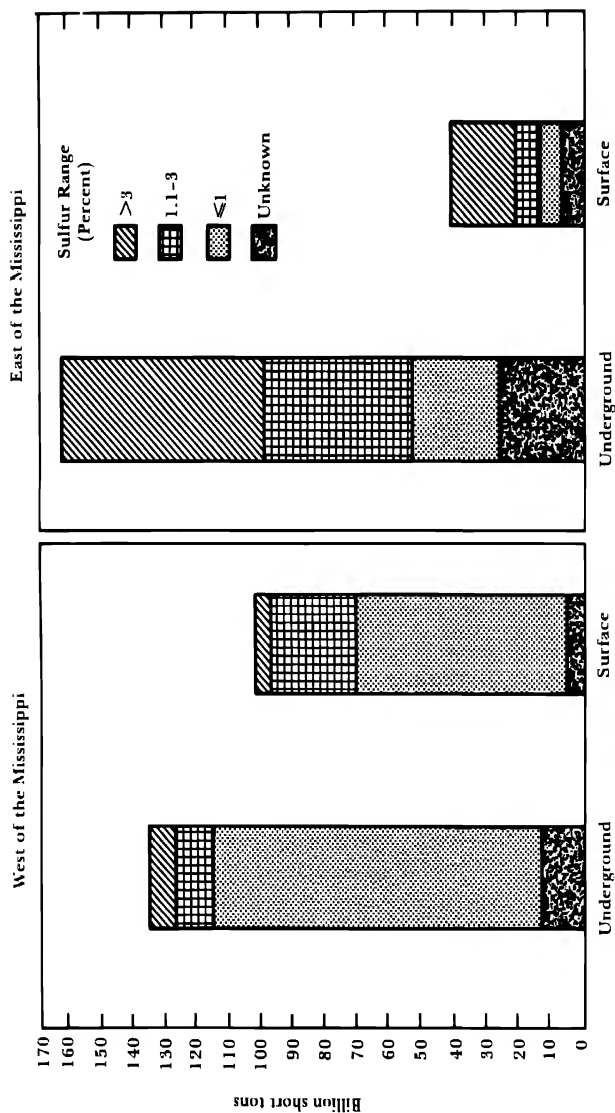 West of the Mississippi
East of the Mississippi
Billion short tons
170
160
150
140
130
120
110
100
90
80
70
60
50
40
30
20
10
0
Sulfur Range
(Percent)
>3
1.1–3
⩽1
Unknown
Underground
Surface
Underground
Surface